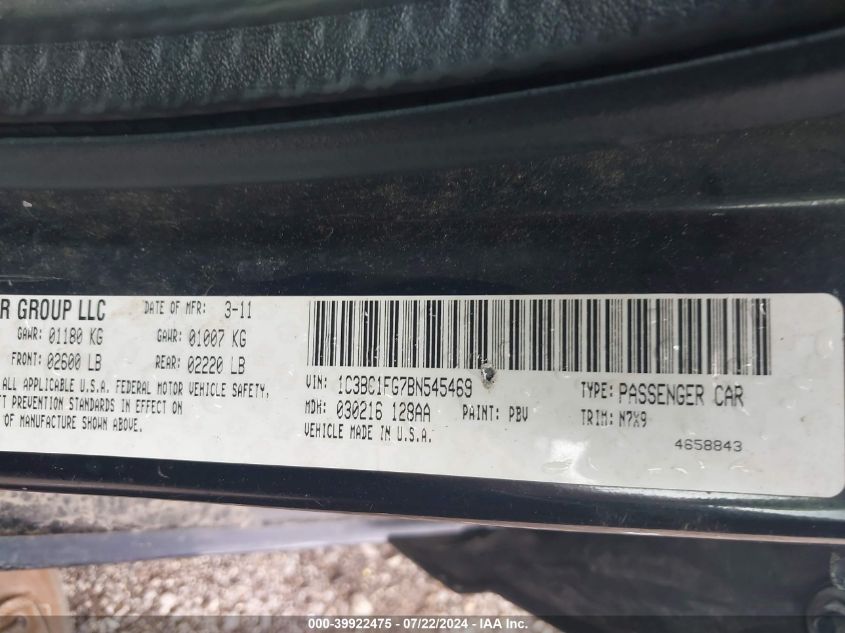 R GROUP LLC DATE OF MFR: 3-11
GAWR: 01180 KG GAWR: 01007 KG
FRONT: 02600 LB REAR: 02220 LB
ALL APPLICABLE U.S.A. FEDERAL MOTOR VEHICLE SAFETY,
FT PREVENTION STANDARDS IN EFFECT ON
OF MANUFACTURE SHOWN ABOVE.
VIN: 1C3BC1FG7BN545469 TYPE: PASSENGER CAR
MDH: 030216 128AA PAINT: PBV TRIM: N7X9
VEHICLE MADE IN U.S.A.
4658843
000-39922475 - 07/22/2024 - IAA Inc.